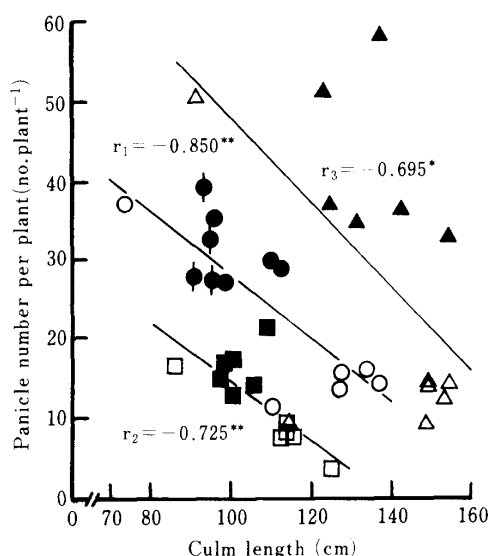 60
50
40
30
20
10
0
r₁=−0.850**
r₃=−0.695*
r₂=−0.725**
0 70 80 100 120 140 160
Culm length (cm)
Panicle number per plant(no.plant⁻¹)